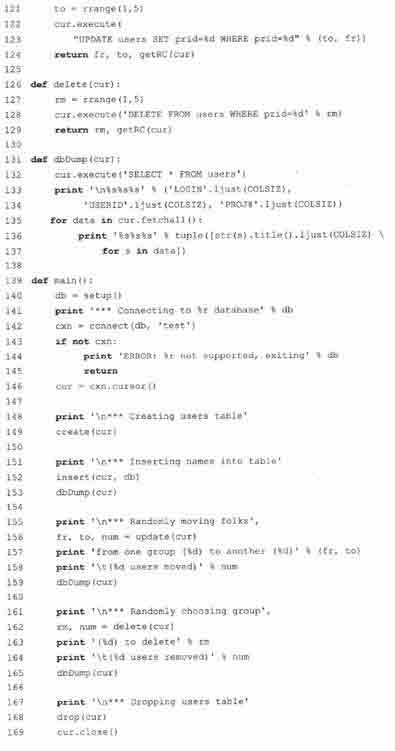 121 to = rrange(1,5)
122 cur.execute(
123 "UPDATE users SET prid=%d WHERE prid=%d" % (to, fr))
124 return fr, to, getRC(cur)
125
126 def delete(cur):
127 rm = rrange(1,5)
128 cur.execute('DELETE FROM users WHERE prid=%d' % rm)
129 return rm, getRC(cur)
130
131 def dbDump(cur):
132 cur.execute('SELECT * FROM users')
133 print '\n%s%s%s' % ('LOGIN'.ljust(COLSIZ),
134 'USERID'.ljust(COLSIZ), 'PROJ#'.ljust(COLSIZ))
135 for data in cur.fetchall():
136 print '%s%s%s' % tuple([str(s).title().ljust(COLSIZ) \
137 for s in data])
138
139 def main():
140 db = setup()
141 print '*** Connecting to %r database' % db
142 cxn = connect(db, 'test')
143 if not cxn:
144 print 'ERROR: %r not supported, exiting' % db
145 return
146 cur = cxn.cursor()
147
148 print '\n*** Creating users table'
149 create(cur)
150
151 print '\n*** Inserting names into table'
152 insert(cur, db)
153 dbDump(cur)
154
155 print '\n*** Randomly moving folks',
156 fr, to, num = update(cur)
157 print 'from one group (%d) to another (%d)' % (fr, to)
158 print '\t(%d users moved)' % num
159 dbDump(cur)
160
161 print '\n*** Randomly choosing group',
162 rm, num = delete(cur)
163 print '(%d) to delete' % rm
164 print '\t(%d users removed)' % num
165 dbDump(cur)
166
167 print '\n*** Dropping users table'
168 drop(cur)
169 cur.close()